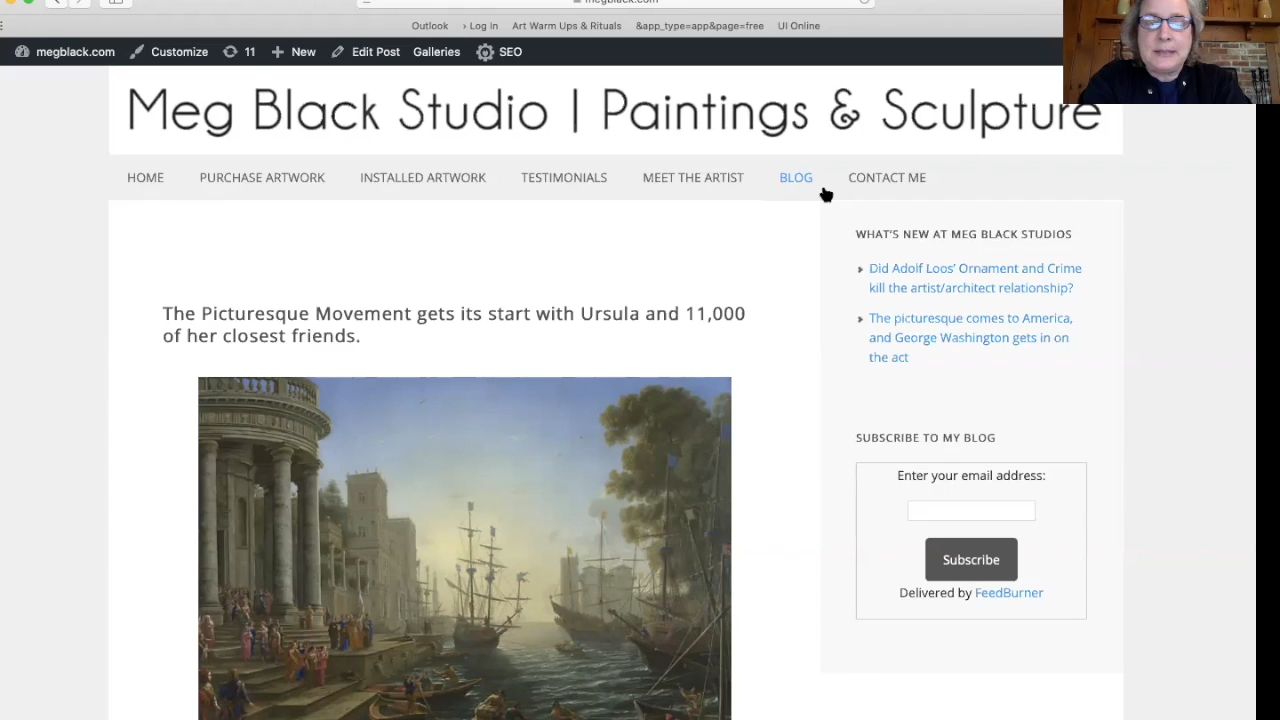 megblack.com
Outlook › Log In Art Warm Ups & Rituals &app_type=app&page=free UI Online
megblack.com Customize 11 New Edit Post Galleries SEO
Meg Black Studio | Paintings & Sculpture
HOME PURCHASE ARTWORK INSTALLED ARTWORK TESTIMONIALS MEET THE ARTIST BLOG CONTACT ME
The Picturesque Movement gets its start with Ursula and 11,000
of her closest friends.
WHAT'S NEW AT MEG BLACK STUDIOS
Did Adolf Loos' Ornament and Crime
kill the artist/architect relationship?
The picturesque comes to America,
and George Washington gets in on
the act
SUBSCRIBE TO MY BLOG
Enter your email address:
Subscribe
Delivered by FeedBurner